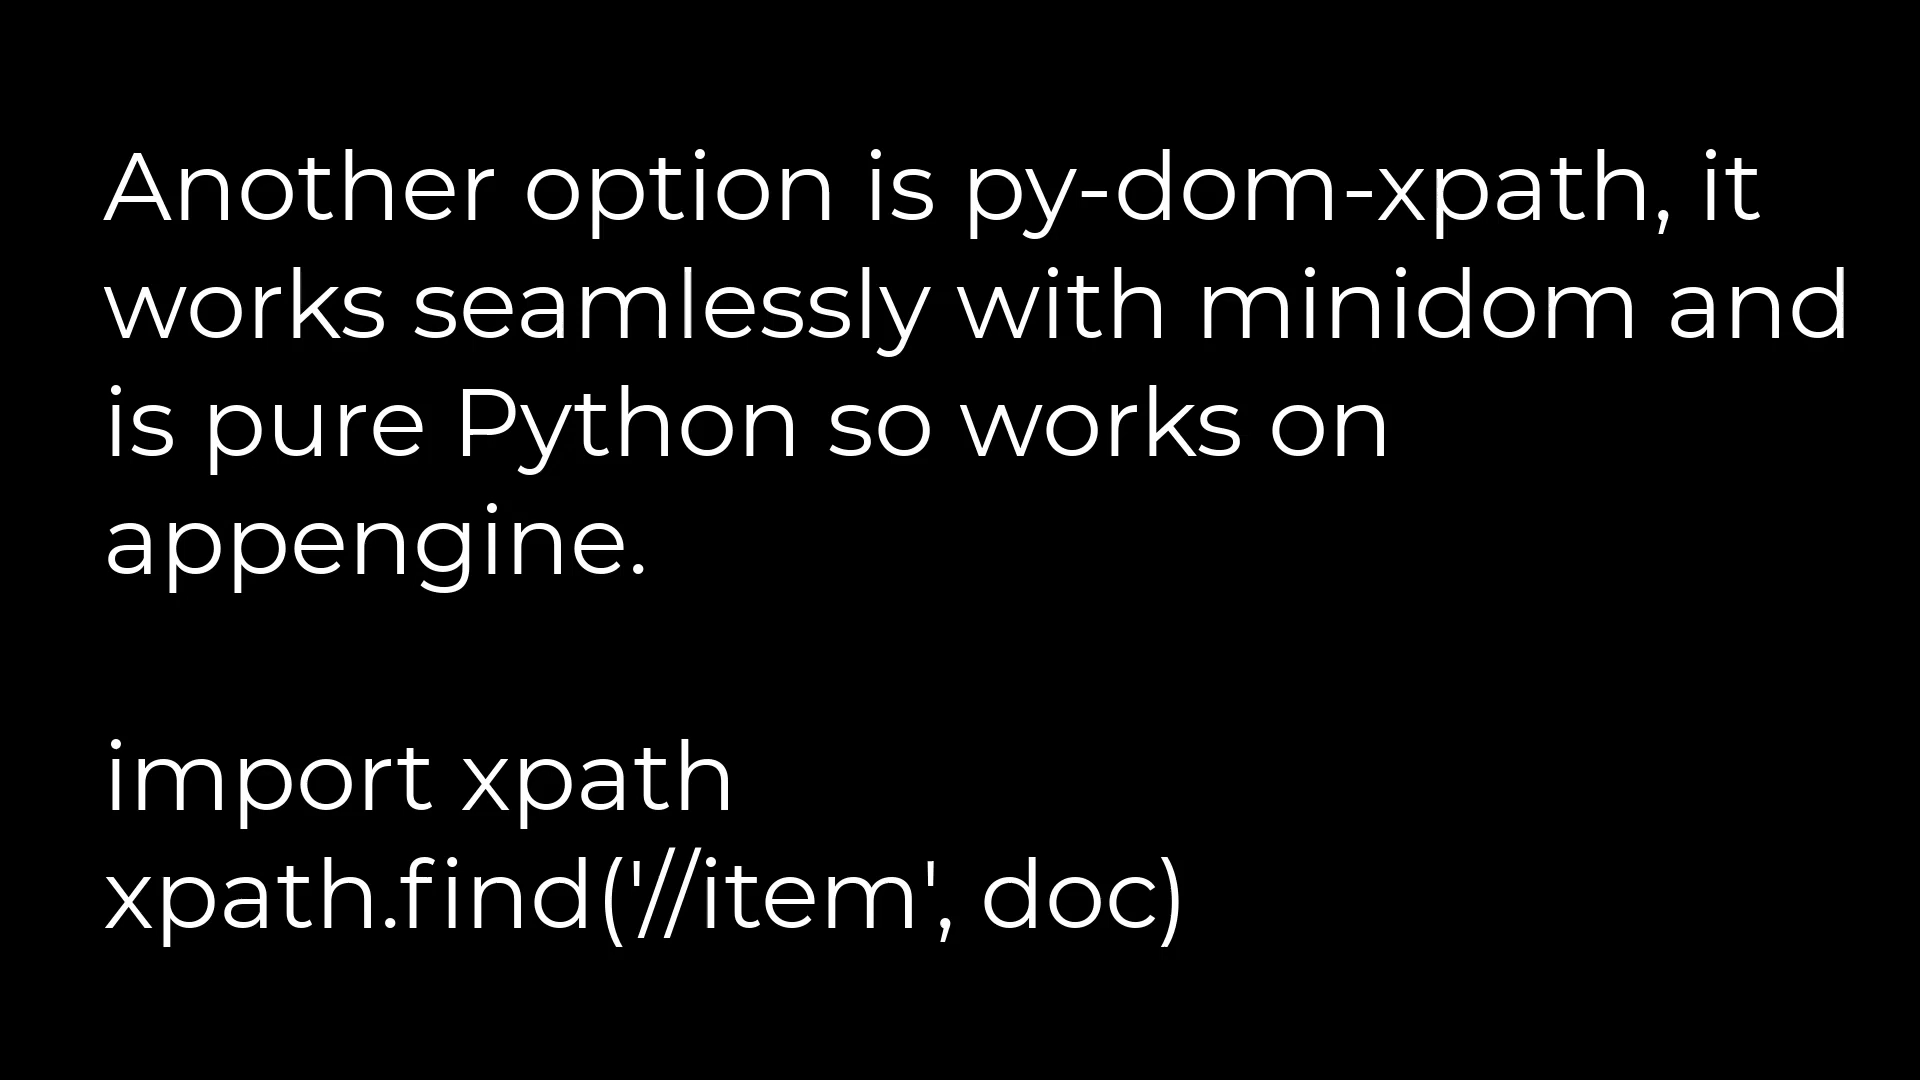 Another option is py-dom-xpath, it
works seamlessly with minidom and
is pure Python so works on
appengine.
import xpath
xpath.find('//item', doc)